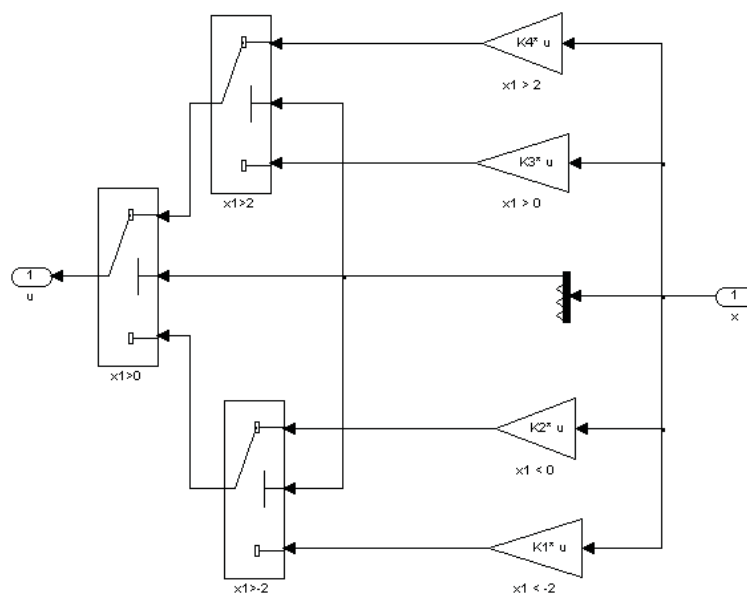 K4* u
x1 > 2
K3* u
x1>2
x1 > 0
1
u
1
x
x1>0
K2* u
x1 < 0
K1* u
x1>-2
x1 < -2